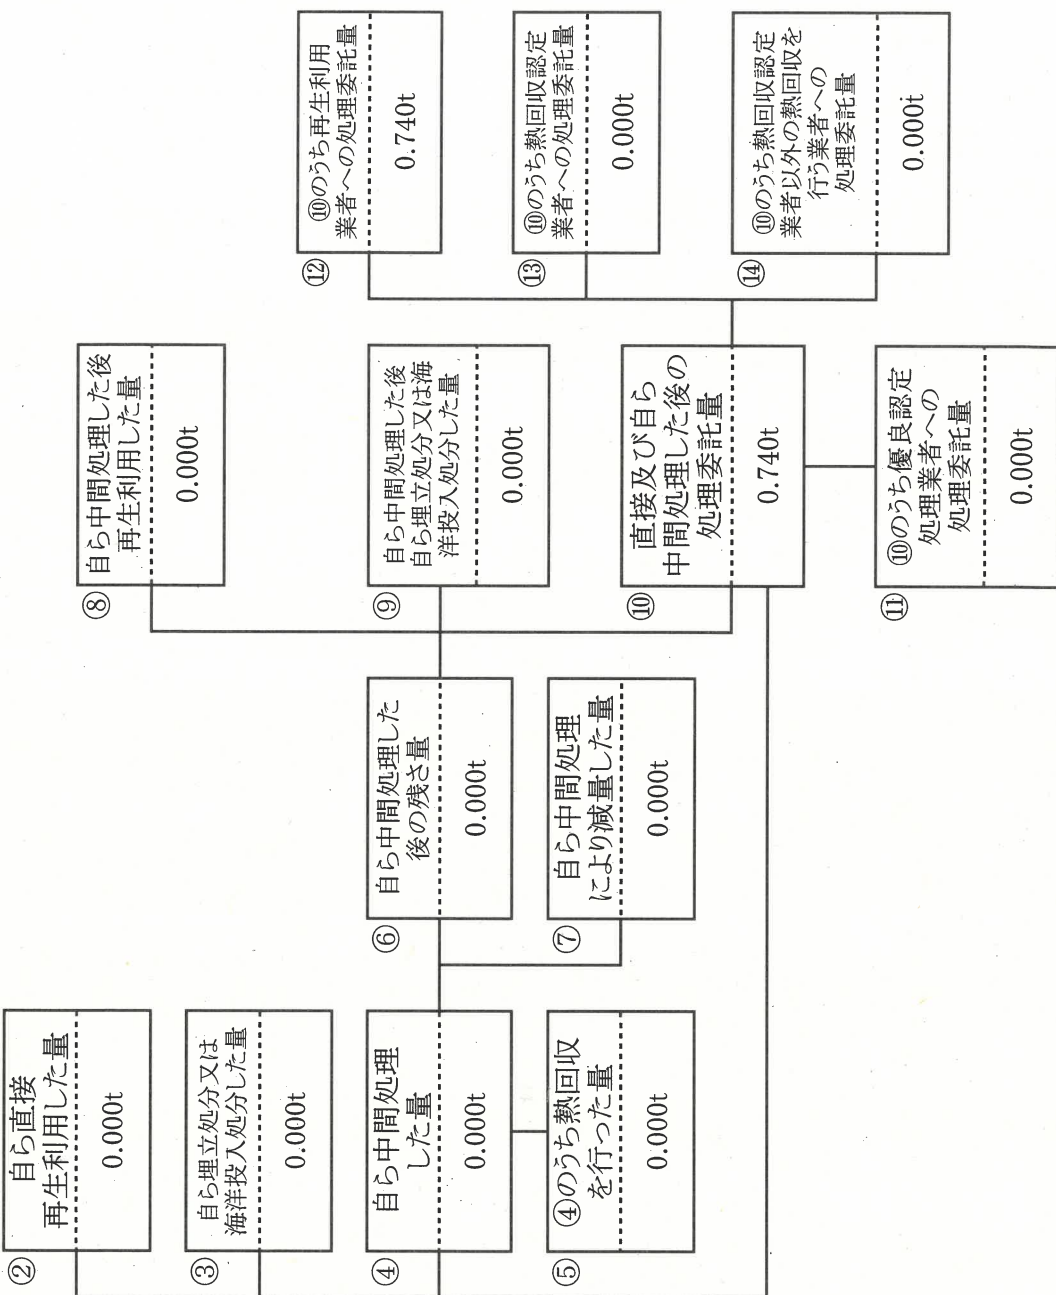 ②
自ら直接
再生利用した量
0.000t
③
自ら埋立処分又は
海洋投入処分した量
0.000t
④
自ら中間処理
した量
0.000t
⑤
④のうち熱回収
を行った量
0.000t
⑥
自ら中間処理した
後の残さ量
0.000t
⑦
自ら中間処理
により減量した量
0.000t
⑧
自ら中間処理した後
再生利用した量
0.000t
⑨
自ら中間処理した後
自ら埋立処分又は海
洋投入処分した量
0.000t
⑩
直接及び自ら
中間処理した後の
処理委託量
0.740t
⑪
⑩のうち優良認定
処理業者への
処理委託量
0.000t
⑫
⑩のうち再生利用
業者への処理委託量
0.740t
⑬
⑩のうち熱回収認定
業者への処理委託量
0.000t
⑭
⑩のうち熱回収認定
業者以外の熱回収を
行う業者への
処理委託量
0.000t